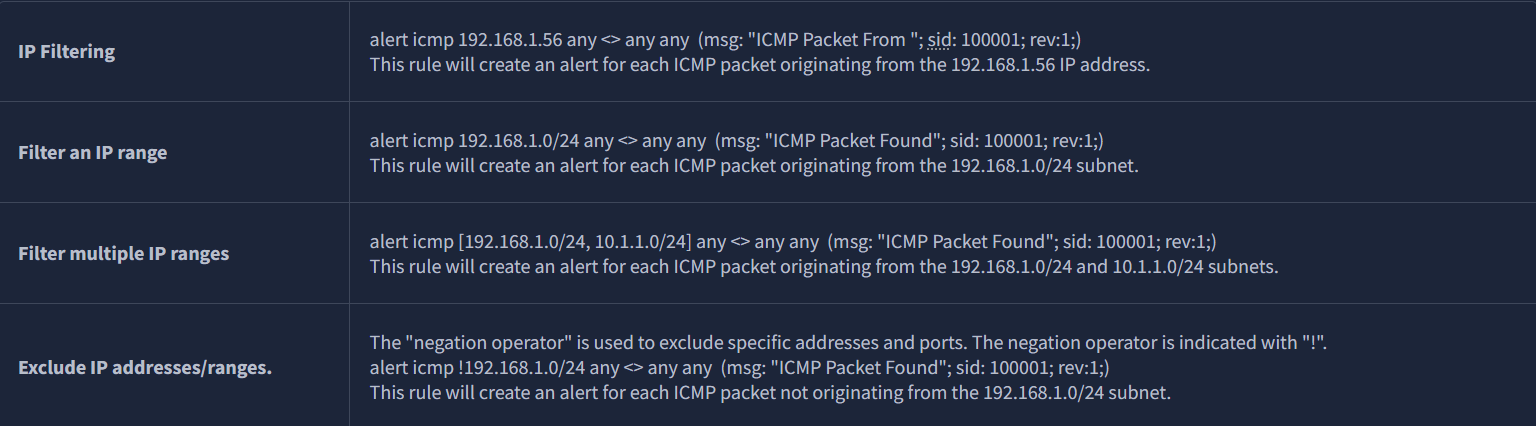 IP Filtering
alert icmp 192.168.1.56 any <> any any  (msg: "ICMP Packet From "; sid: 100001; rev:1;)
This rule will create an alert for each ICMP packet originating from the 192.168.1.56 IP address.
Filter an IP range
alert icmp 192.168.1.0/24 any <> any any  (msg: "ICMP Packet Found"; sid: 100001; rev:1;)
This rule will create an alert for each ICMP packet originating from the 192.168.1.0/24 subnet.
Filter multiple IP ranges
alert icmp [192.168.1.0/24, 10.1.1.0/24] any <> any any  (msg: "ICMP Packet Found"; sid: 100001; rev:1;)
This rule will create an alert for each ICMP packet originating from the 192.168.1.0/24 and 10.1.1.0/24 subnets.
Exclude IP addresses/ranges.
The "negation operator" is used to exclude specific addresses and ports. The negation operator is indicated with "!".
alert icmp !192.168.1.0/24 any <> any any  (msg: "ICMP Packet Found"; sid: 100001; rev:1;)
This rule will create an alert for each ICMP packet not originating from the 192.168.1.0/24 subnet.